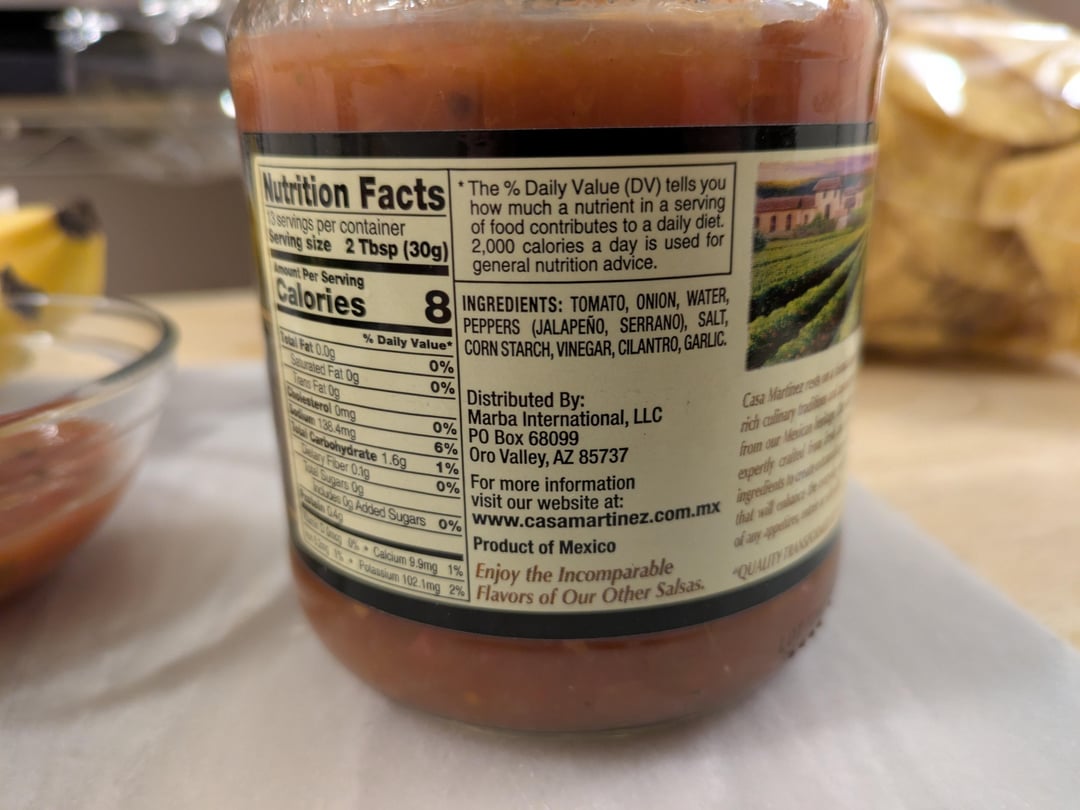 Nutrition Facts
13 servings per container
Serving size 2 Tbsp (30g)
Amount Per Serving
Calories 8
% Daily Value*
Total Fat 0.0g 0%
Saturated Fat 0g 0%
Trans Fat 0g
Cholesterol 0mg 0%
Sodium 138.4mg 6%
Total Carbohydrate 1.6g 1%
Dietary Fiber 0.1g 0%
Total Sugars 0g
Includes 0g Added Sugars 0%
Protein 0.4g
0% • Calcium 9.9mg 1%
1% • Potassium 102.1mg 2%
* The % Daily Value (DV) tells you
how much a nutrient in a serving
of food contributes to a daily diet.
2,000 calories a day is used for
general nutrition advice.
INGREDIENTS: TOMATO, ONION, WATER,
PEPPERS (JALAPEÑO, SERRANO), SALT,
CORN STARCH, VINEGAR, CILANTRO, GARLIC.
Distributed By:
Marba International, LLC
PO Box 68099
Oro Valley, AZ 85737
For more information
visit our website at:
www.casamartinez.com.mx
Product of Mexico
Enjoy the Incomparable
Flavors of Our Other Salsas.
Casa Martinez
rich culinary traditions
from our Mexican
expertly crafted
ingredients to
that will enhance the
of any appetizer,
"QUALITY